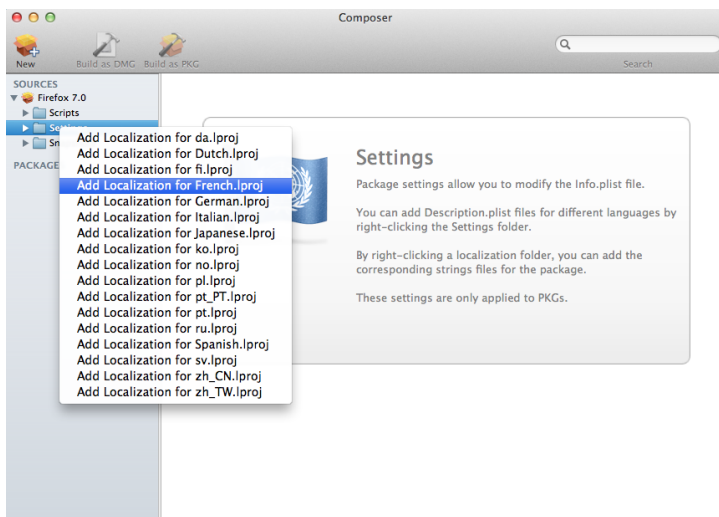 Composer
New
Build as DMG
Build as PKG
Search
SOURCES
Firefox 7.0
Scripts
PACKAGE
Add Localization for da.lproj
Add Localization for Dutch.lproj
Add Localization for fi.lproj
Add Localization for French.lproj
Add Localization for German.lproj
Add Localization for Italian.lproj
Add Localization for Japanese.lproj
Add Localization for ko.lproj
Add Localization for no.lproj
Add Localization for pl.lproj
Add Localization for pt_PT.lproj
Add Localization for pt.lproj
Add Localization for ru.lproj
Add Localization for Spanish.lproj
Add Localization for sv.lproj
Add Localization for zh_CN.lproj
Add Localization for zh_TW.lproj
Settings
Package settings allow you to modify the Info.plist file.
You can add Description.plist files for different languages by
right-clicking the Settings folder.
By right-clicking a localization folder, you can add the
corresponding strings files for the package.
These settings are only applied to PKGs.